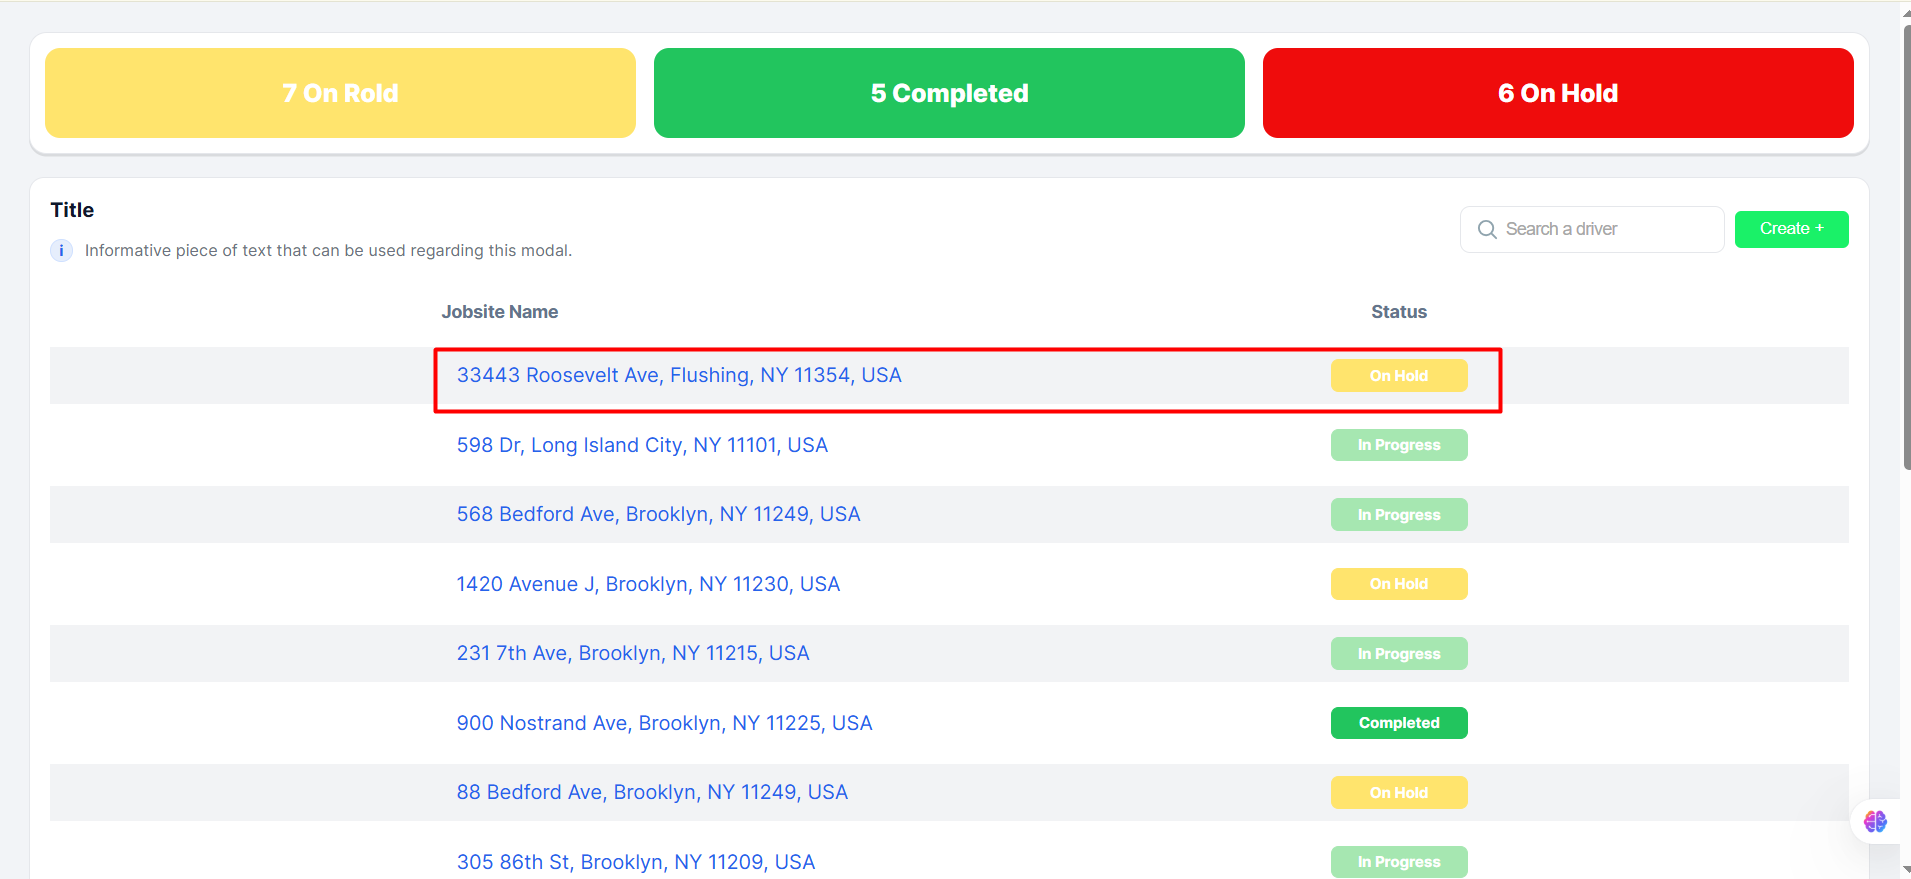 7 On Rold
5 Completed
6 On Hold
Title
i Informative piece of text that can be used regarding this modal.
Search a driver
Create +
Jobsite Name Status
33443 Roosevelt Ave, Flushing, NY 11354, USA On Hold
598 Dr, Long Island City, NY 11101, USA In Progress
568 Bedford Ave, Brooklyn, NY 11249, USA In Progress
1420 Avenue J, Brooklyn, NY 11230, USA On Hold
231 7th Ave, Brooklyn, NY 11215, USA In Progress
900 Nostrand Ave, Brooklyn, NY 11225, USA Completed
88 Bedford Ave, Brooklyn, NY 11249, USA On Hold
305 86th St, Brooklyn, NY 11209, USA In Progress